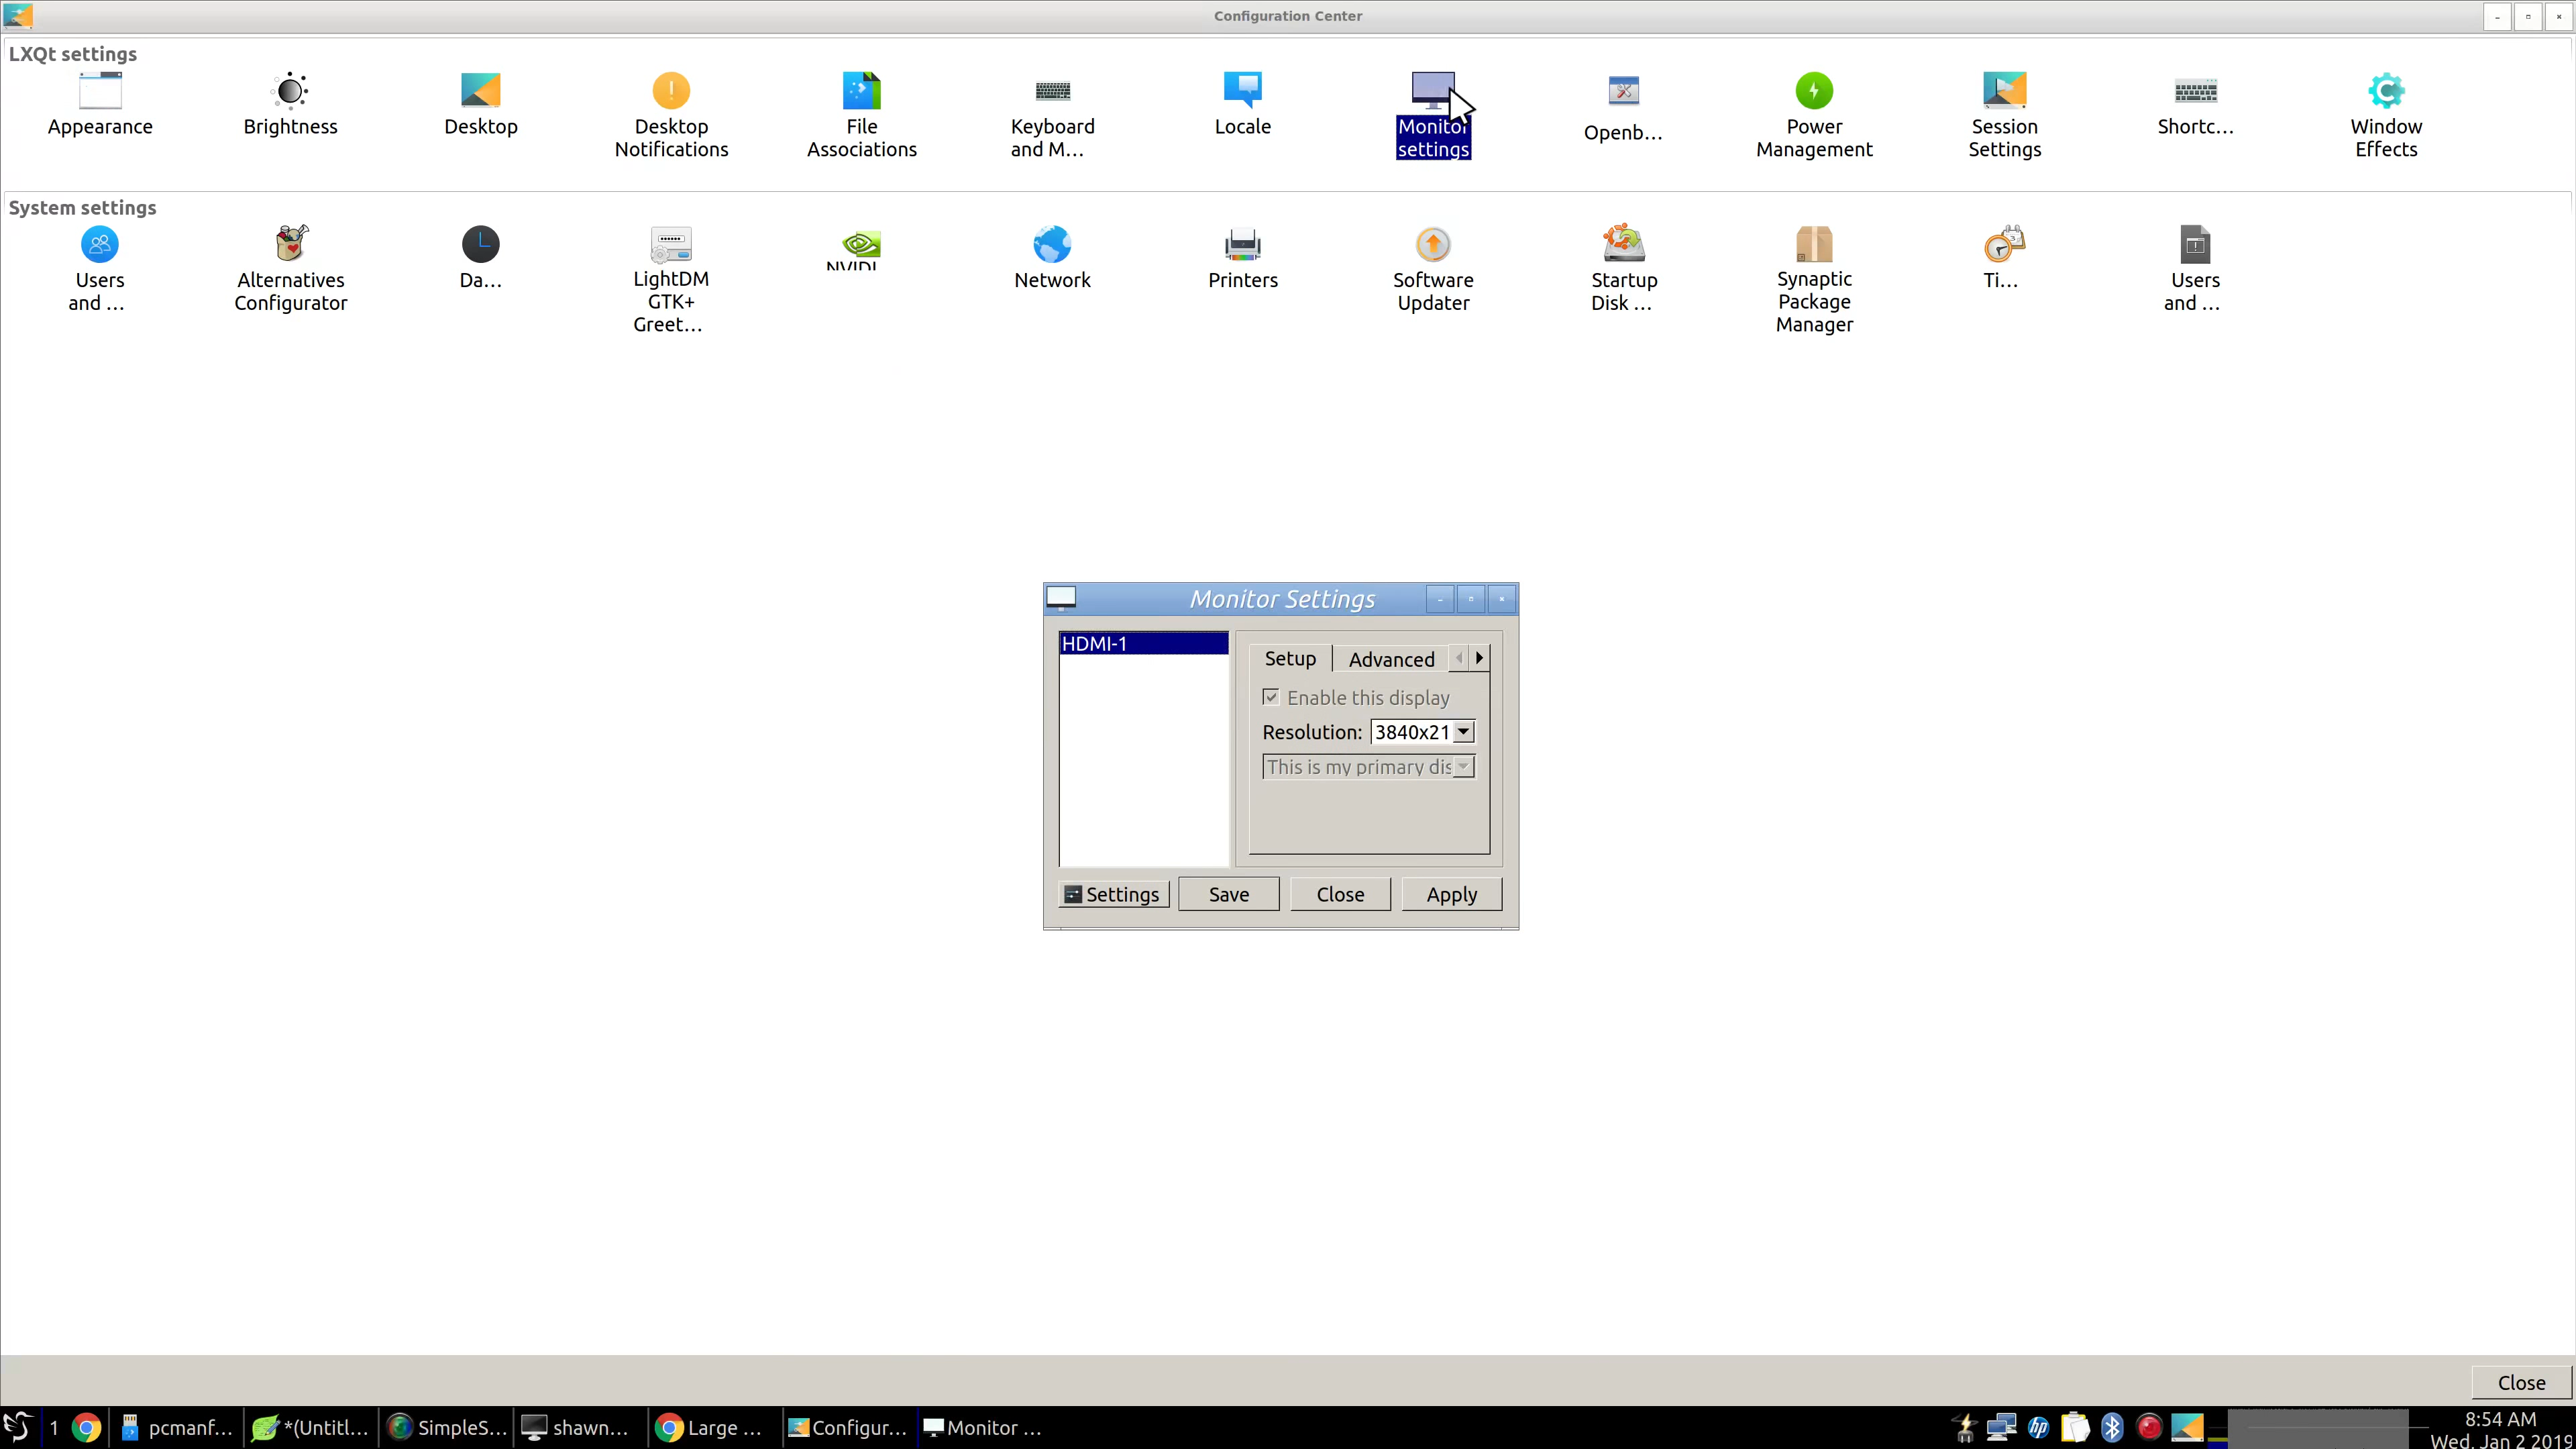 Configuration Center
LXQt settings
Appearance
Brightness
Desktop
Desktop
Notifications
File
Associations
Keyboard
and M...
Locale
Monitor
settings
Openb...
Power
Management
Session
Settings
Shortc...
Window
Effects
System settings
Users
and ...
Alternatives
Configurator
Da...
LightDM
GTK+
Greet...
NVIDI
Network
Printers
Software
Updater
Startup
Disk ...
Synaptic
Package
Manager
Ti...
Users
and ...
Monitor Settings
HDMI-1
Setup
Advanced
Enable this display
Resolution: 3840x21
This is my primary dis
Settings
Save
Close
Apply
Close
1
pcmanf...
*(Untitl...
SimpleS...
shawn...
Large ...
Configur...
Monitor ...
hp
8:54 AM
Wed. Jan 2 2019